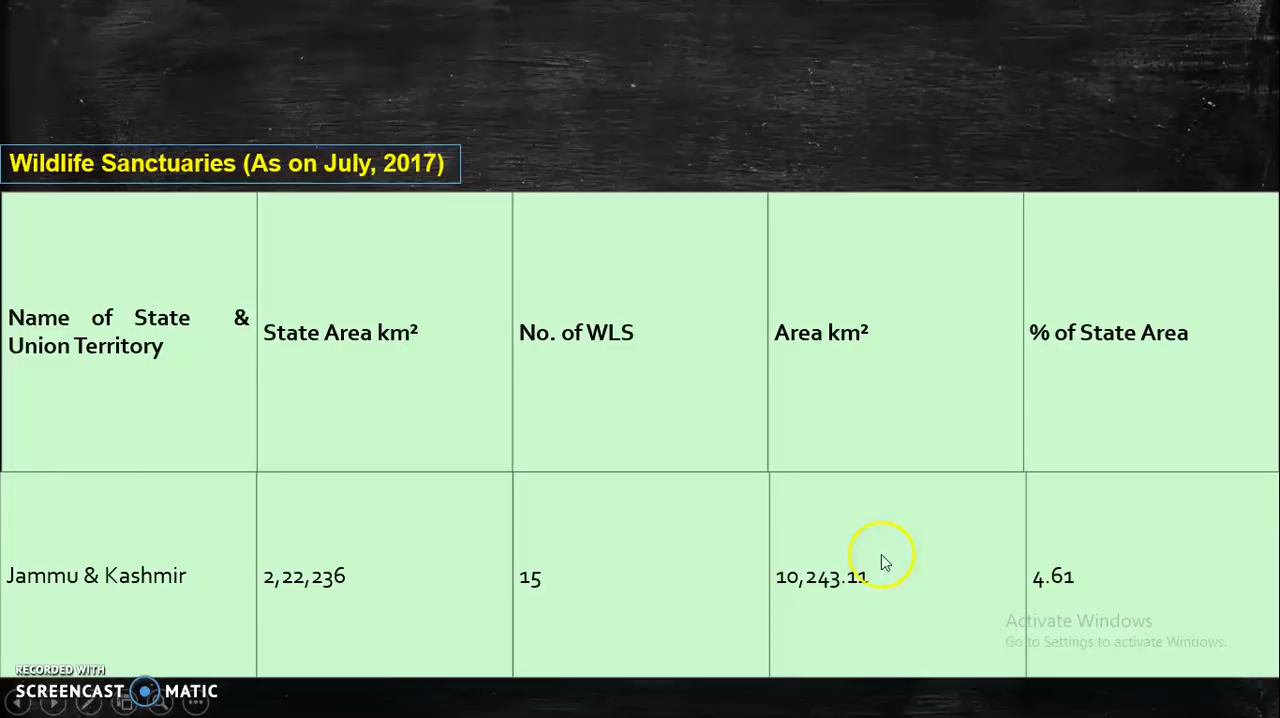 Wildlife Sanctuaries (As on July, 2017)
Name of State &
Union Territory
State Area km²
No. of WLS
Area km²
% of State Area
Jammu & Kashmir
2,22,236
15
10,243.11
4.61
Activate Windows
Go to Settings to activate Windows.
RECORDED WITH
SCREENCAST MATIC